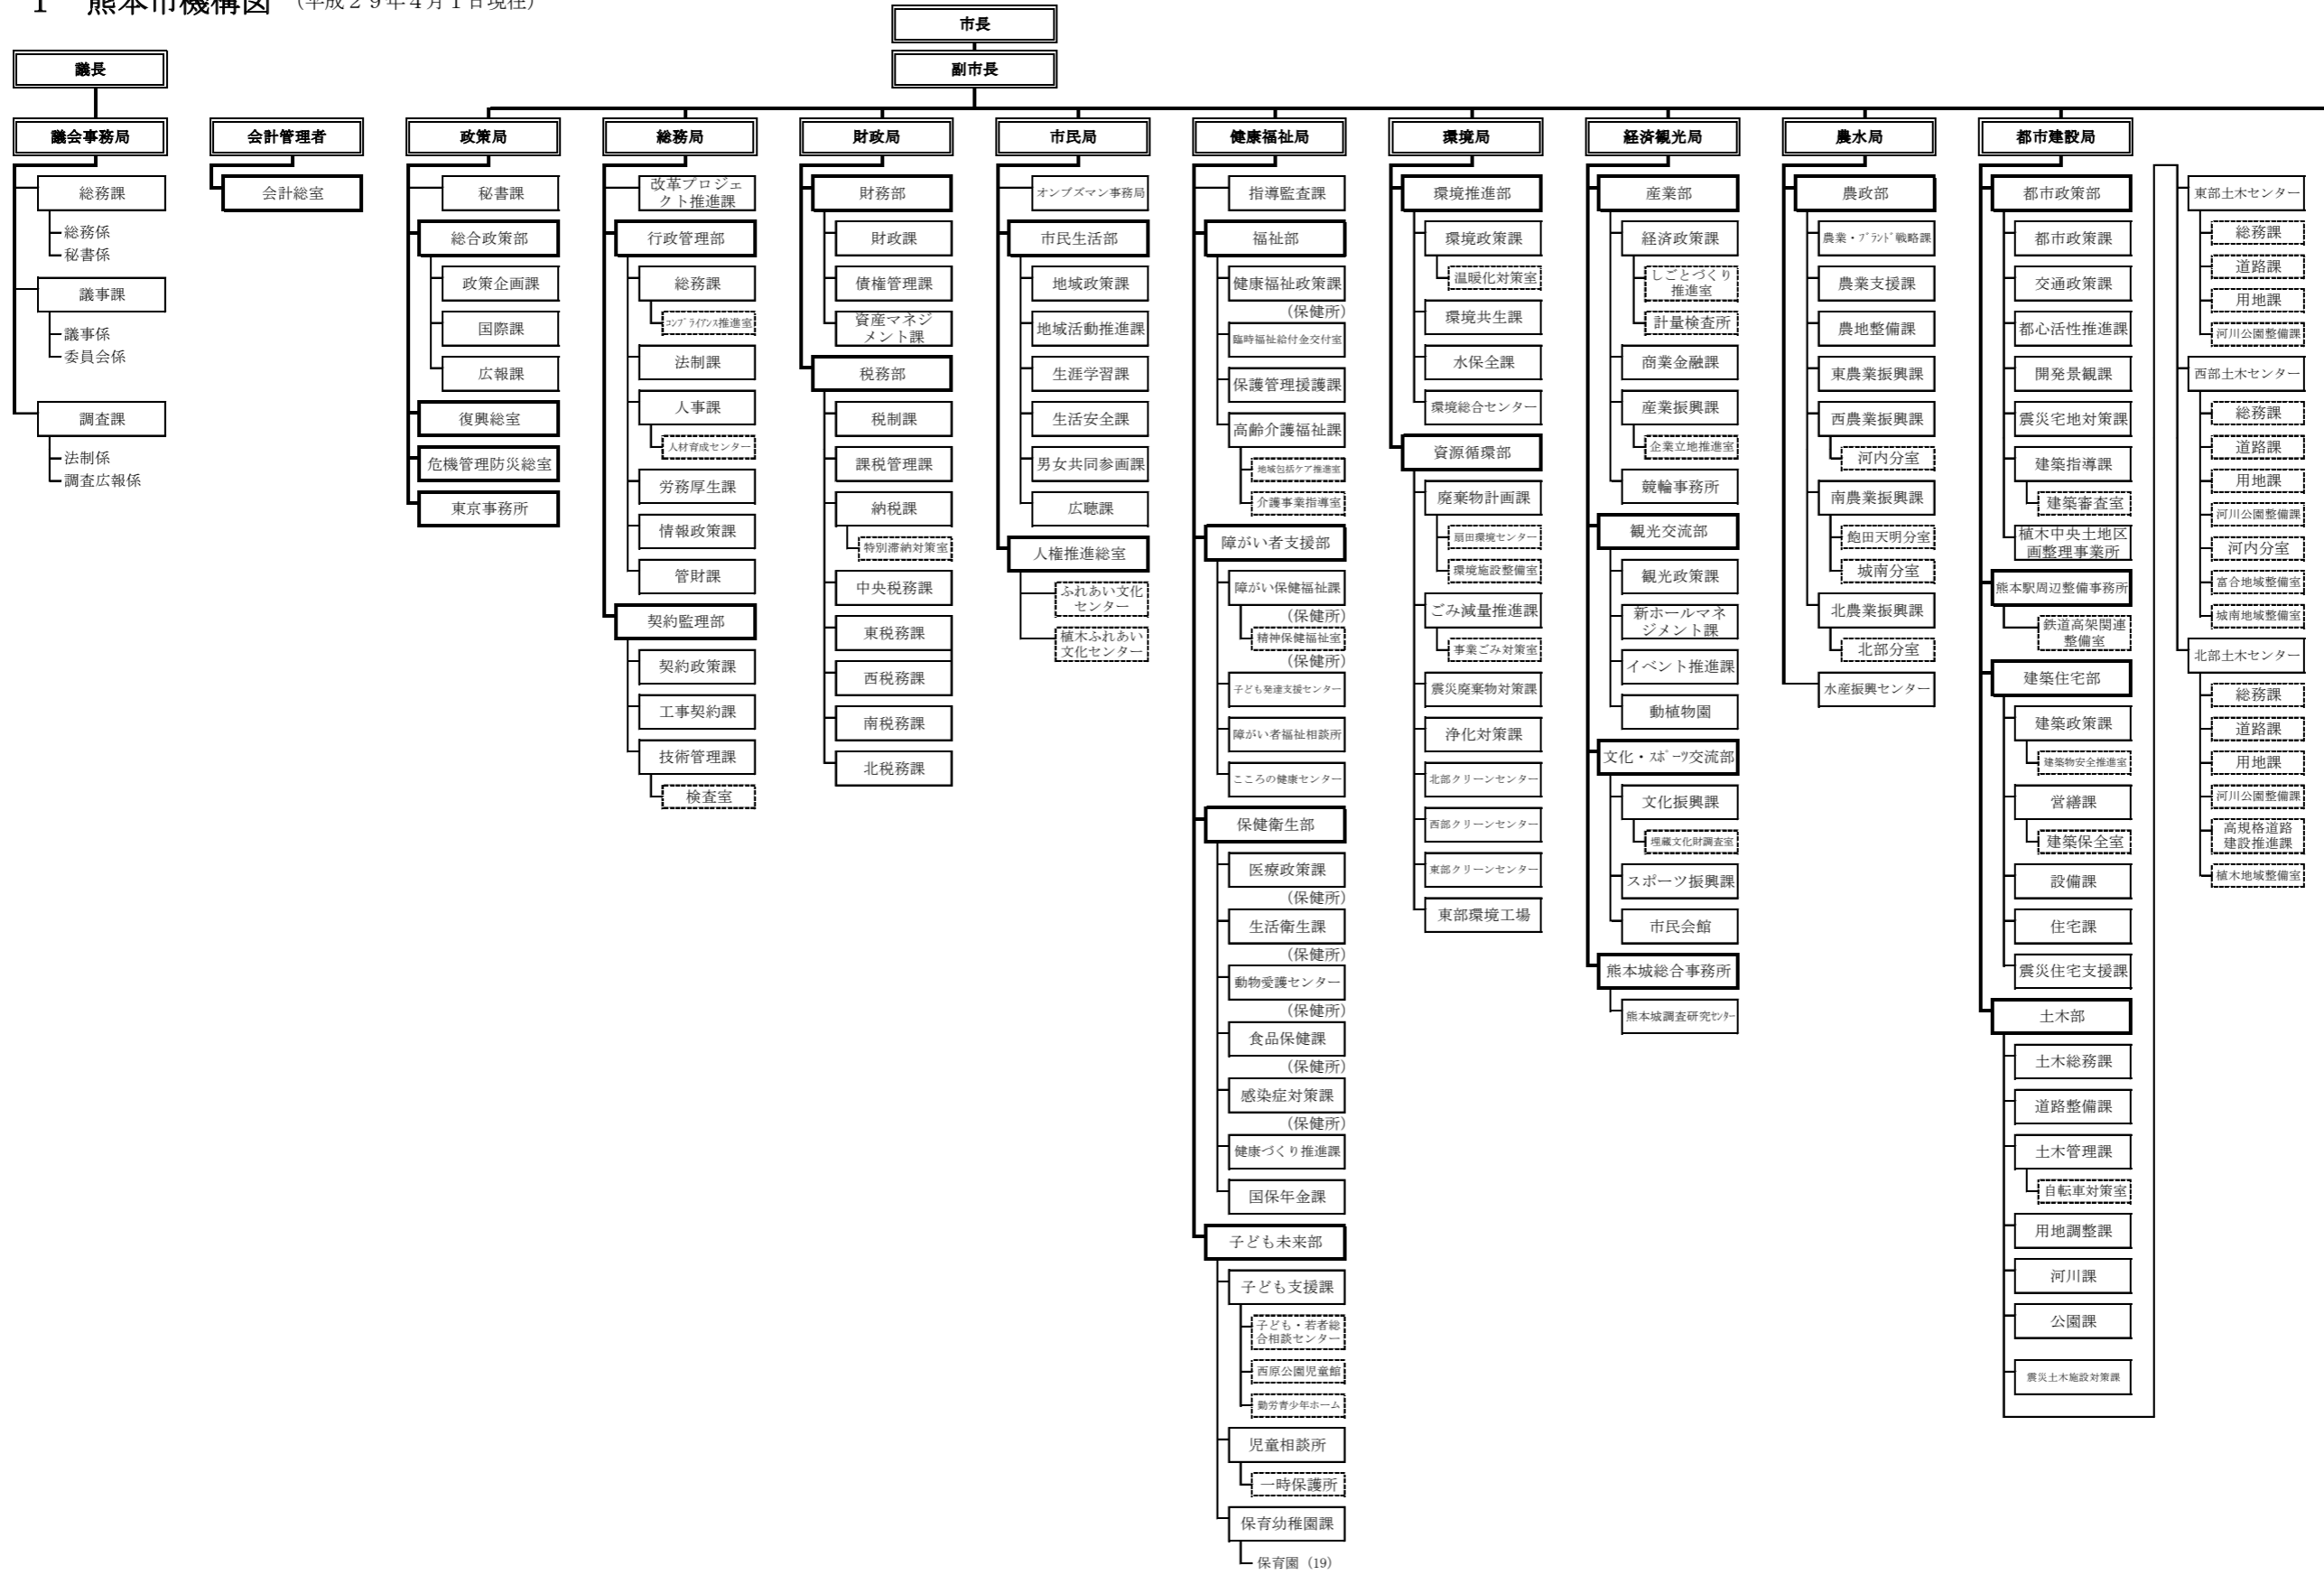 1　熊本市機構図　（平成２９年４月１日現在）
市長
副市長
議長
議会事務局
総務課
総務係
秘書係
議事課
議事係
委員会係
調査課
法制係
調査広報係
会計管理者
会計総室
政策局
秘書課
総合政策部
政策企画課
国際課
広報課
復興総室
危機管理防災総室
東京事務所
総務局
改革プロジェ
クト推進課
行政管理部
総務課
ｺﾝﾌﾟﾗｲｱﾝｽ推進室
法制課
人事課
人材育成センター
労務厚生課
情報政策課
管財課
契約監理部
契約政策課
工事契約課
技術管理課
検査室
財政局
財務部
財政課
債権管理課
資産マネジ
メント課
税務部
税制課
課税管理課
納税課
特別滞納対策室
中央税務課
東税務課
西税務課
南税務課
北税務課
市民局
オンブズマン事務局
市民生活部
地域政策課
地域活動推進課
生涯学習課
生活安全課
男女共同参画課
広聴課
人権推進総室
ふれあい文化
センター
植木ふれあい
文化センター
健康福祉局
指導監査課
福祉部
健康福祉政策課
(保健所)
臨時福祉給付金交付室
保護管理援護課
高齢介護福祉課
地域包括ケア推進室
介護事業指導室
障がい者支援部
障がい保健福祉課
(保健所)
精神保健福祉室
(保健所)
子ども発達支援センター
障がい者福祉相談所
こころの健康センター
保健衛生部
医療政策課
(保健所)
生活衛生課
(保健所)
動物愛護センター
(保健所)
食品保健課
(保健所)
感染症対策課
(保健所)
健康づくり推進課
国保年金課
子ども未来部
子ども支援課
子ども・若者総
合相談センター
西原公園児童館
勤労青少年ホーム
児童相談所
一時保護所
保育幼稚園課
保育園（19）
環境局
環境推進部
環境政策課
温暖化対策室
環境共生課
水保全課
環境総合センター
資源循環部
廃棄物計画課
扇田環境センター
環境施設整備室
ごみ減量推進課
事業ごみ対策室
震災廃棄物対策課
浄化対策課
北部クリーンセンター
西部クリーンセンター
東部クリーンセンター
東部環境工場
経済観光局
産業部
経済政策課
しごとづくり
推進室
計量検査所
商業金融課
産業振興課
企業立地推進室
競輪事務所
観光交流部
観光政策課
新ホールマネ
ジメント課
イベント推進課
動植物園
文化・ｽﾎﾟｰﾂ交流部
文化振興課
埋蔵文化財調査室
スポーツ振興課
市民会館
熊本城総合事務所
熊本城調査研究ｾﾝﾀｰ
農水局
農政部
農業・ﾌﾞﾗﾝﾄﾞ戦略課
農業支援課
農地整備課
東農業振興課
西農業振興課
河内分室
南農業振興課
飽田天明分室
城南分室
北農業振興課
北部分室
水産振興センター
都市建設局
都市政策部
都市政策課
交通政策課
都心活性推進課
開発景観課
震災宅地対策課
建築指導課
建築審査室
植木中央土地区
画整理事業所
熊本駅周辺整備事務所
鉄道高架関連
整備室
建築住宅部
建築政策課
建築物安全推進室
営繕課
建築保全室
設備課
住宅課
震災住宅支援課
土木部
土木総務課
道路整備課
土木管理課
自転車対策室
用地調整課
河川課
公園課
震災土木施設対策課
東部土木センター
総務課
道路課
用地課
河川公園整備課
西部土木センター
総務課
道路課
用地課
河川公園整備課
河内分室
富合地域整備室
城南地域整備室
北部土木センター
総務課
道路課
用地課
河川公園整備課
高規格道路
建設推進課
植木地域整備室